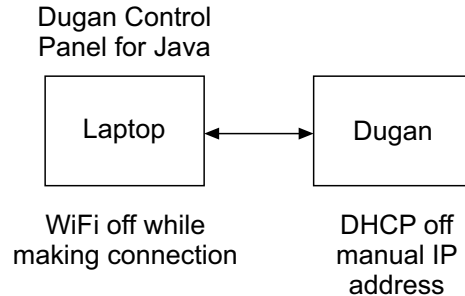 Dugan Control
Panel for Java
Laptop
Dugan
WiFi off while
making connection
DHCP off
manual IP
address